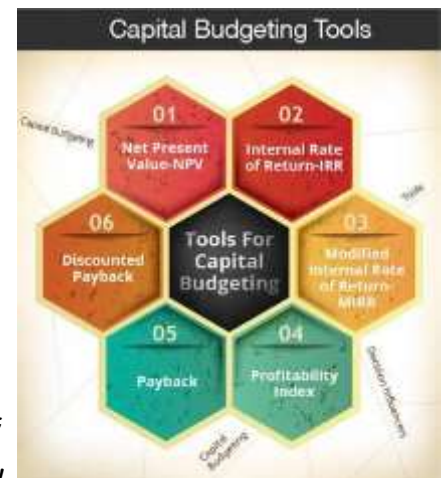 Capital Budgeting Tools
Capital Budgeting
01
Net Present
Value-NPV
02
Internal Rate
of Return-IRR
Tools
03
Modified
Internal Rate
of Return-
MIRR
06
Discounted
Payback
Tools For
Capital
Budgeting
05
Payback
04
Profitability
Index
Decision Influencers
Capital
Budgeting